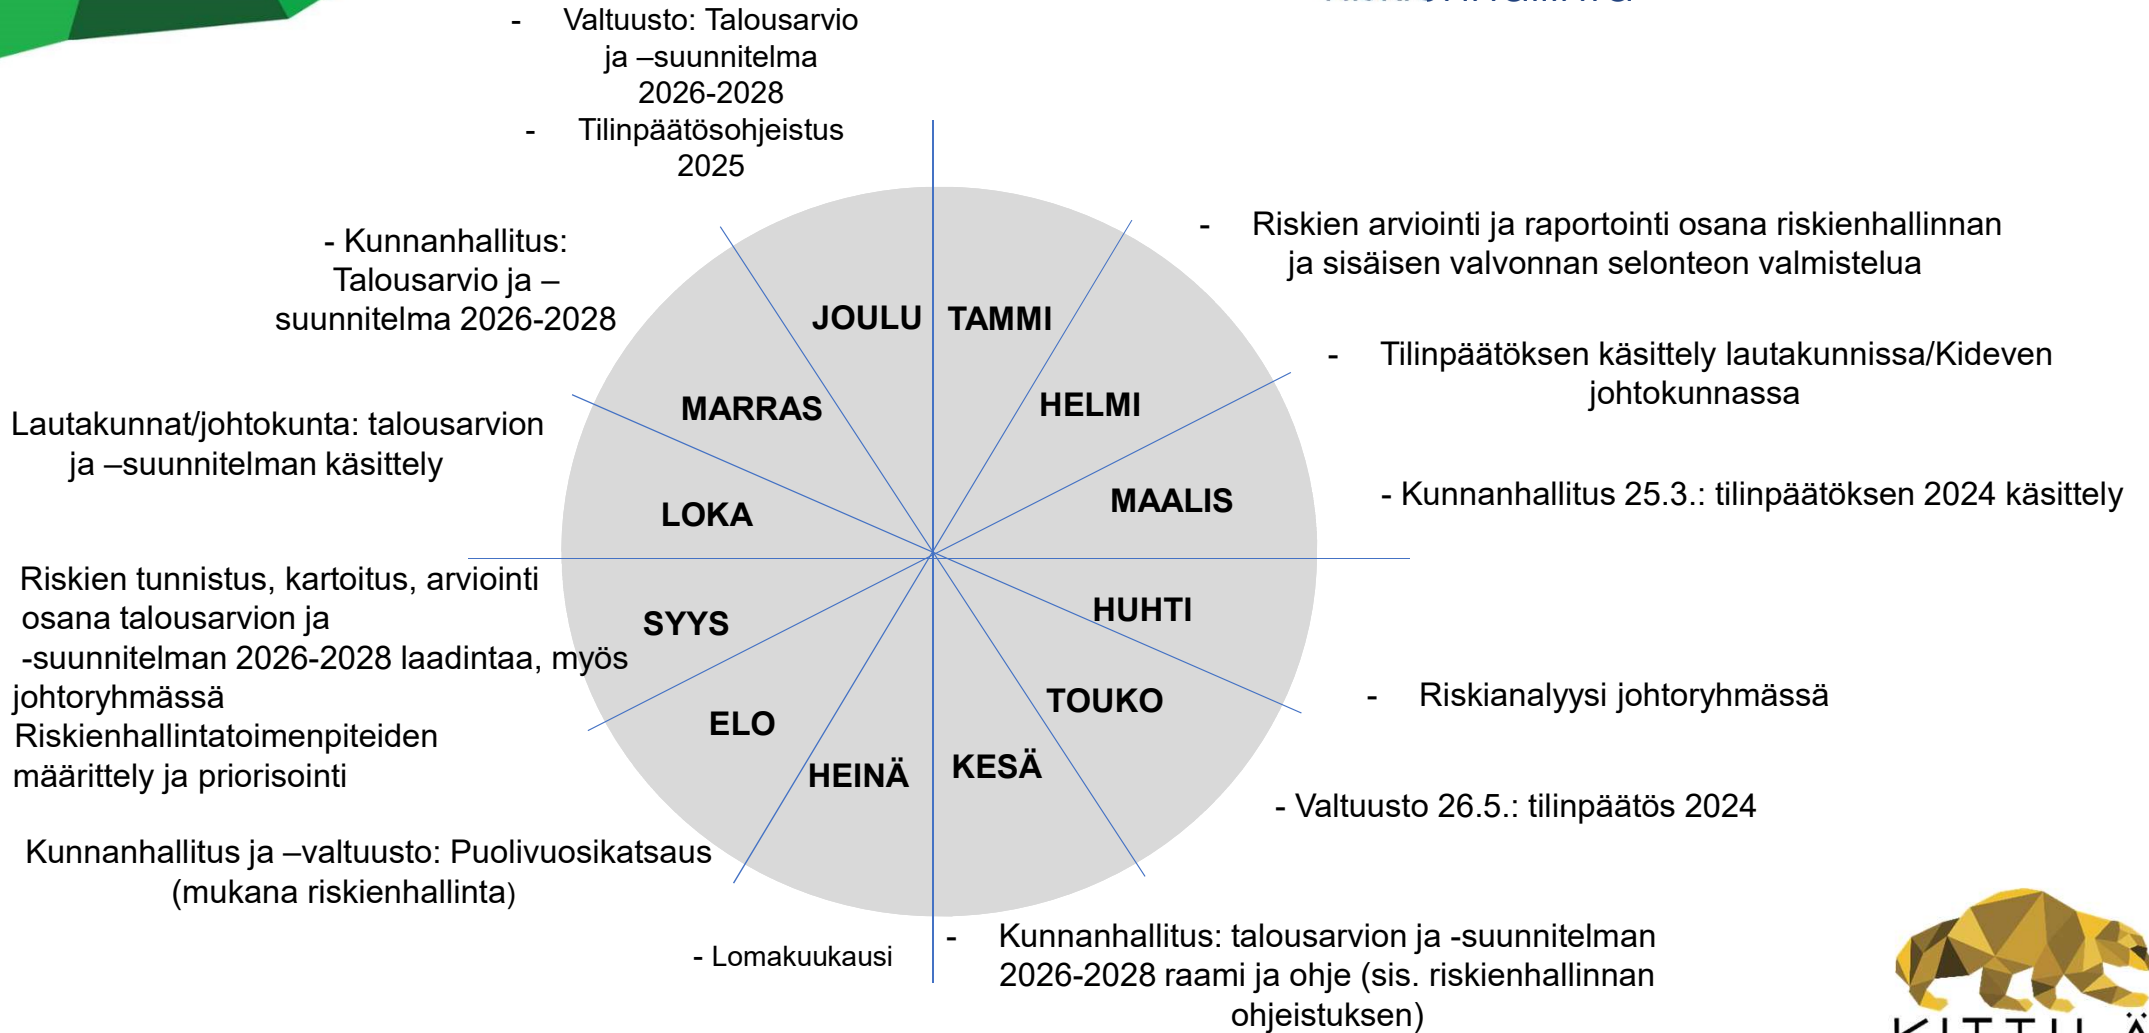 - Valtuusto: Talousarvio
ja –suunnitelma
2026-2028
- Tilinpäätösohjeistus
2025
- Riskien arviointi ja raportointi osana riskienhallinnan
ja sisäisen valvonnan selonteon valmistelua
- Tilinpäätöksen käsittely lautakunnissa/Kideven
johtokunnassa
- Kunnanhallitus 25.3.: tilinpäätöksen 2024 käsittely
- Riskianalyysi johtoryhmässä
- Valtuusto 26.5.: tilinpäätös 2024
- Kunnanhallitus: talousarvion ja -suunnitelman
2026-2028 raami ja ohje (sis. riskienhallinnan
ohjeistuksen)
- Lomakuukausi
Kunnanhallitus ja –valtuusto: Puolivuosikatsaus
(mukana riskienhallinta)
Riskien tunnistus, kartoitus, arviointi
osana talousarvion ja
-suunnitelman 2026-2028 laadintaa, myös
johtoryhmässä
Riskienhallintatoimenpiteiden
määrittely ja priorisointi
Lautakunnat/johtokunta: talousarvion
ja –suunnitelman käsittely
- Kunnanhallitus:
Talousarvio ja –
suunnitelma 2026-2028
TAMMI
HELMI
MAALIS
HUHTI
TOUKO
KESÄ
HEINÄ
ELO
SYYS
LOKA
MARRAS
JOULU
KITTILÄ